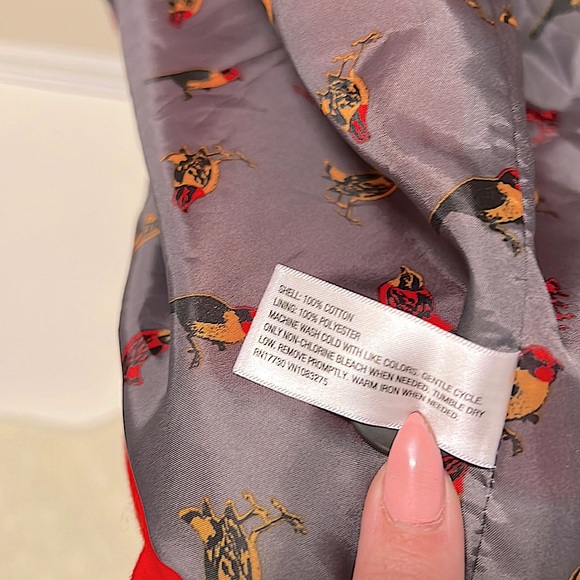 SHELL: 100% COTTON
LINING: 100% POLYESTER
MACHINE WASH COLD WITH LIKE COLORS. GENTLE CYCLE.
ONLY NON-CHLORINE BLEACH WHEN NEEDED. TUMBLE DRY
LOW. REMOVE PROMPTLY. WARM IRON WHEN NEEDED.
RN17730 VN1083275